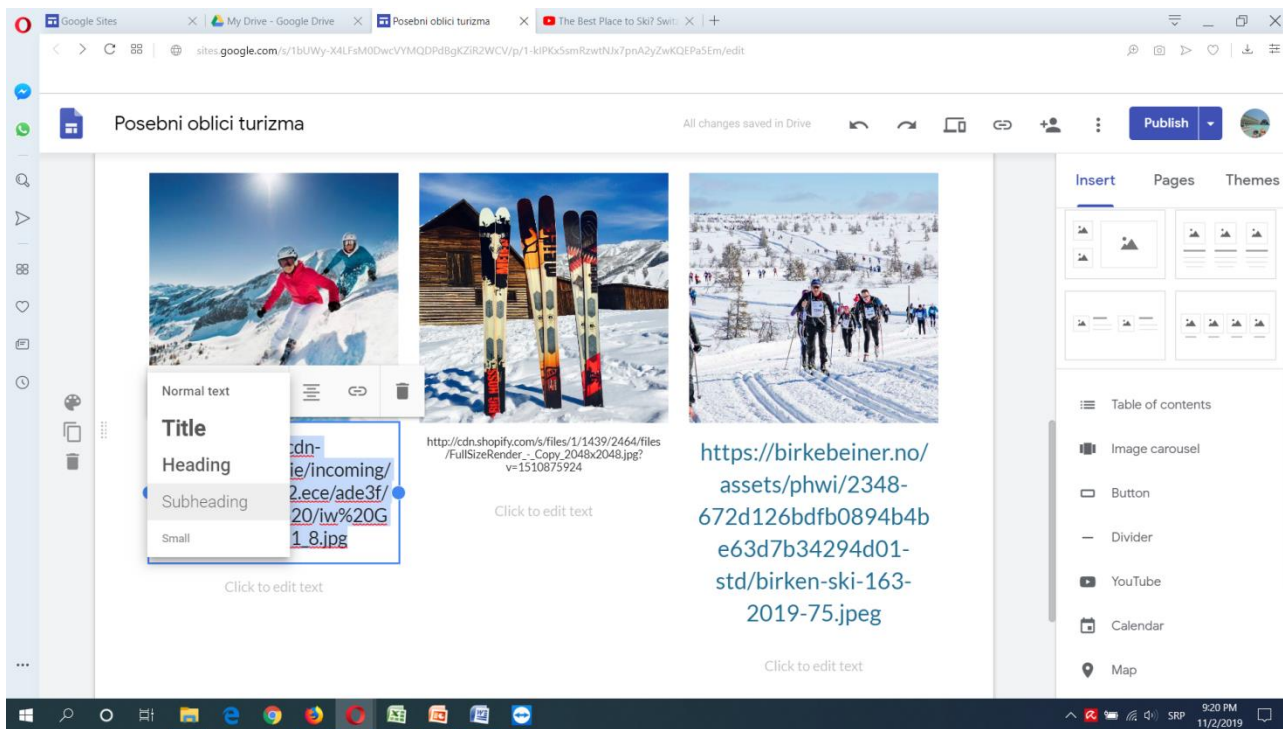 Google Sites
My Drive - Google Drive
Posebni oblici turizma
The Best Place to Ski? Swit
sites.google.com/s/1bUWy-X4LFsM0DwcVYMQDPdBgKZiR2WCV/p/1-kIPKx5smRzwtNJx7pnA2yZwKQEPa5Em/edit
Posebni oblici turizma
All changes saved in Drive
Publish
Insert
Pages
Themes
Normal text
Title
Heading
Subheading
Small
cdn-
ie/incoming/
2.ece/ade3f/
20/iw%20G
1_8.jpg
Click to edit text
http://cdn.shopify.com/s/files/1/1439/2464/files
/FullSizeRender_-_Copy_2048x2048.jpg?
v=1510875924
Click to edit text
https://birkebeiner.no/
assets/phwi/2348-
672d126bdfb0894b4b
e63d7b34294d01-
std/birken-ski-163-
2019-75.jpeg
Click to edit text
Table of contents
Image carousel
Button
Divider
YouTube
Calendar
Map
SRP
9:20 PM
11/2/2019